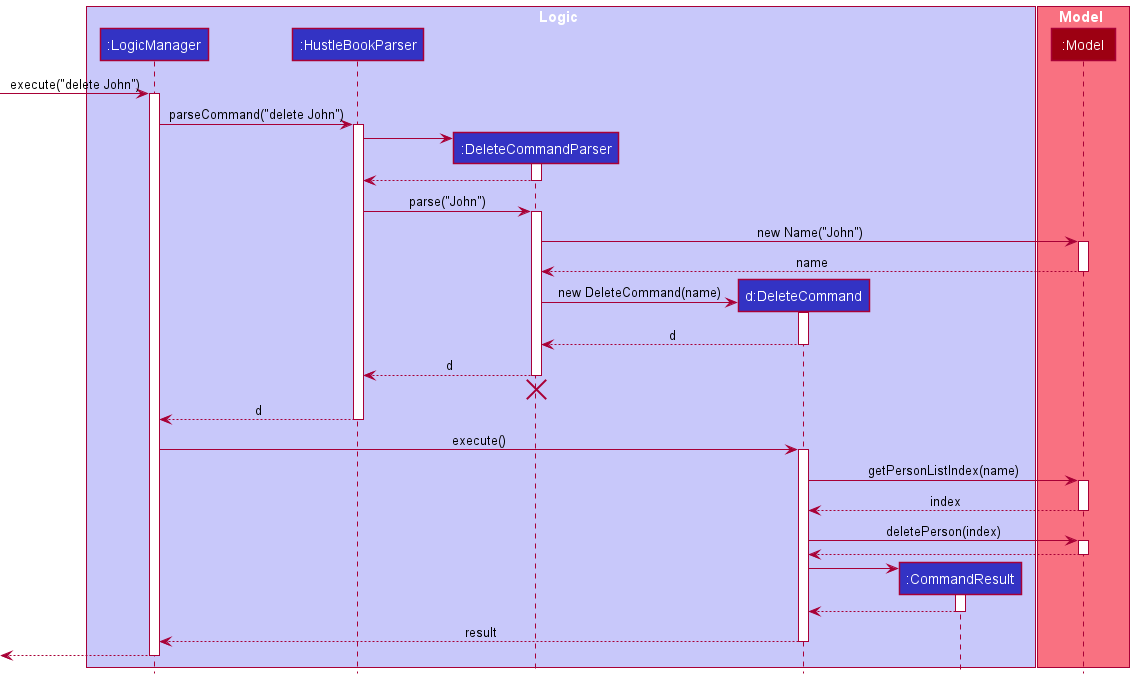 Logic
Model
:LogicManager
:HustleBookParser
:Model
execute("delete John")
parseCommand("delete John")
:DeleteCommandParser
parse("John")
new Name("John")
name
new DeleteCommand(name)
d:DeleteCommand
d
d
d
execute()
getPersonListIndex(name)
index
deletePerson(index)
:CommandResult
result